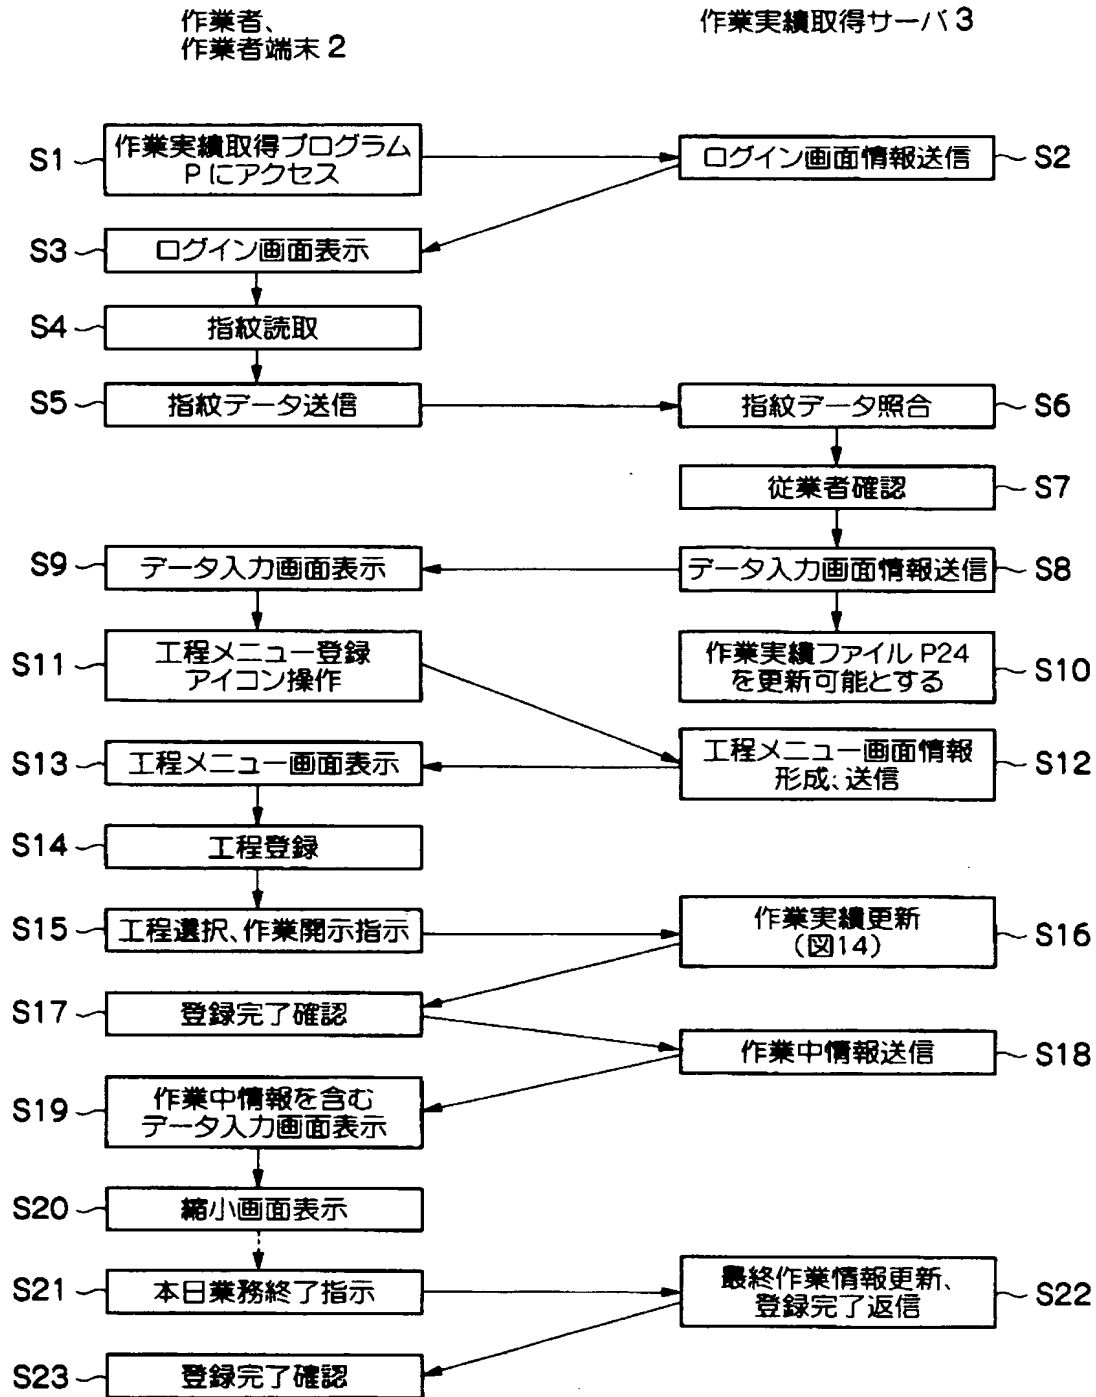 作業者、
作業者端末2
作業実績取得サーバ3
S1
作業実績取得プログラム
Pにアクセス
ログイン画面情報送信
S2
S3
ログイン画面表示
S4
指紋読取
S5
指紋データ送信
指紋データ照合
S6
従業者確認
S7
S9
データ入力画面表示
データ入力画面情報送信
S8
S11
工程メニュー登録
アイコン操作
作業実績ファイルP24
を更新可能とする
S10
S13
工程メニュー画面表示
工程メニュー画面情報
形成、送信
S12
S14
工程登録
S15
工程選択、作業開示指示
作業実績更新
(図14)
S16
S17
登録完了確認
作業中情報送信
S18
S19
作業中情報を含む
データ入力画面表示
S20
縮小画面表示
S21
本日業務終了指示
最終作業情報更新、
登録完了返信
S22
S23
登録完了確認